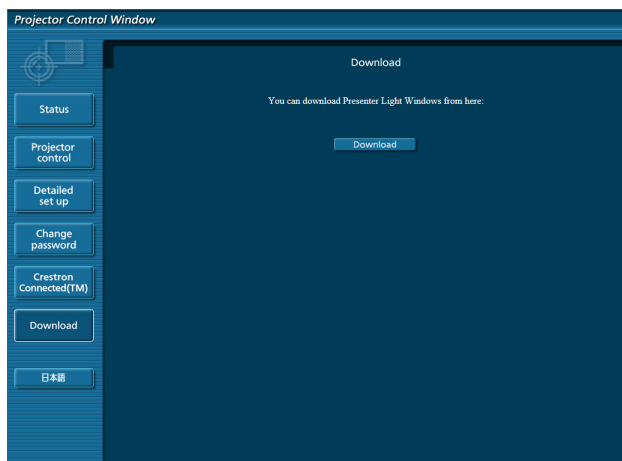 Projector Control Window
Download
You can download Presenter Light Windows from here:
Download
Status
Projector
control
Detailed
set up
Change
password
Crestron
Connected(TM)
Download
日本語